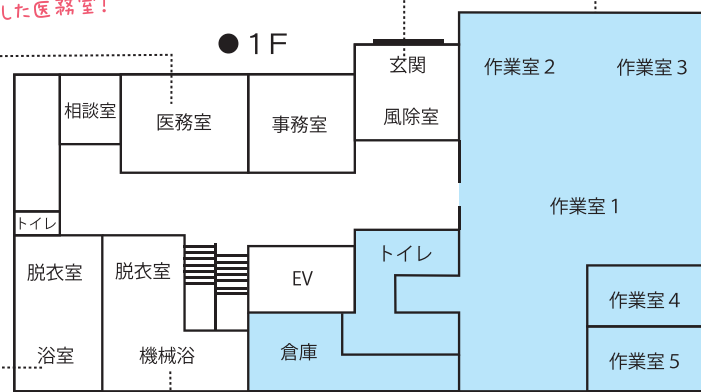 した医務室！
●1F
玄関
作業室2
作業室3
相談室
医務室
事務室
風除室
作業室1
トイレ
トイレ
脱衣室
脱衣室
EV
作業室4
浴室
機械浴
倉庫
作業室5